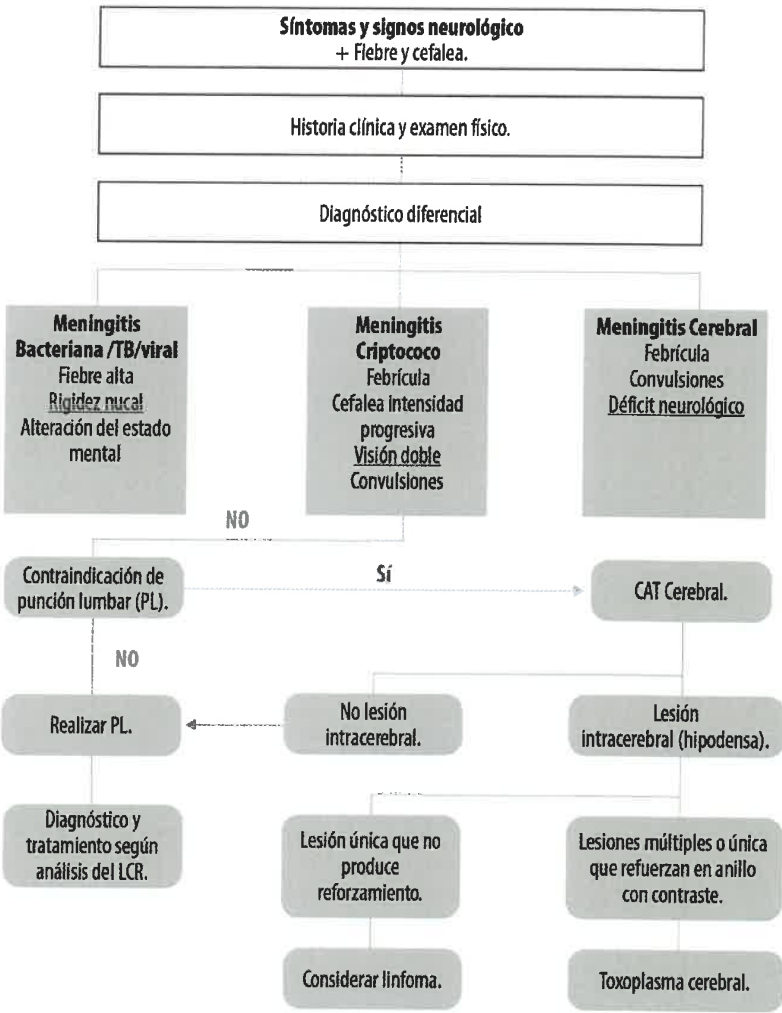 Síntomas y signos neurológico
+ Fiebre y cefalea.
Historia clínica y examen físico.
Diagnóstico diferencial
Meningitis
Bacteriana /TB/viral
Fiebre alta
Rigidez nucal
Alteración del estado
mental
Meningitis
Criptococo
Febrícula
Cefalea intensidad
progresiva
Visión doble
Convulsiones
Meningitis Cerebral
Febrícula
Convulsiones
Déficit neurológico
NO
Contraindicación de
punción lumbar (PL).
Sí
CAT Cerebral.
NO
Realizar PL.
No lesión
intracerebral.
Lesión
intracerebral (hipodensa).
Diagnóstico y
tratamiento según
análisis del LCR.
Lesión única que no
produce
reforzamiento.
Lesiones múltiples o única
que refuerzan en anillo
con contraste.
Considerar linfoma.
Toxoplasma cerebral.